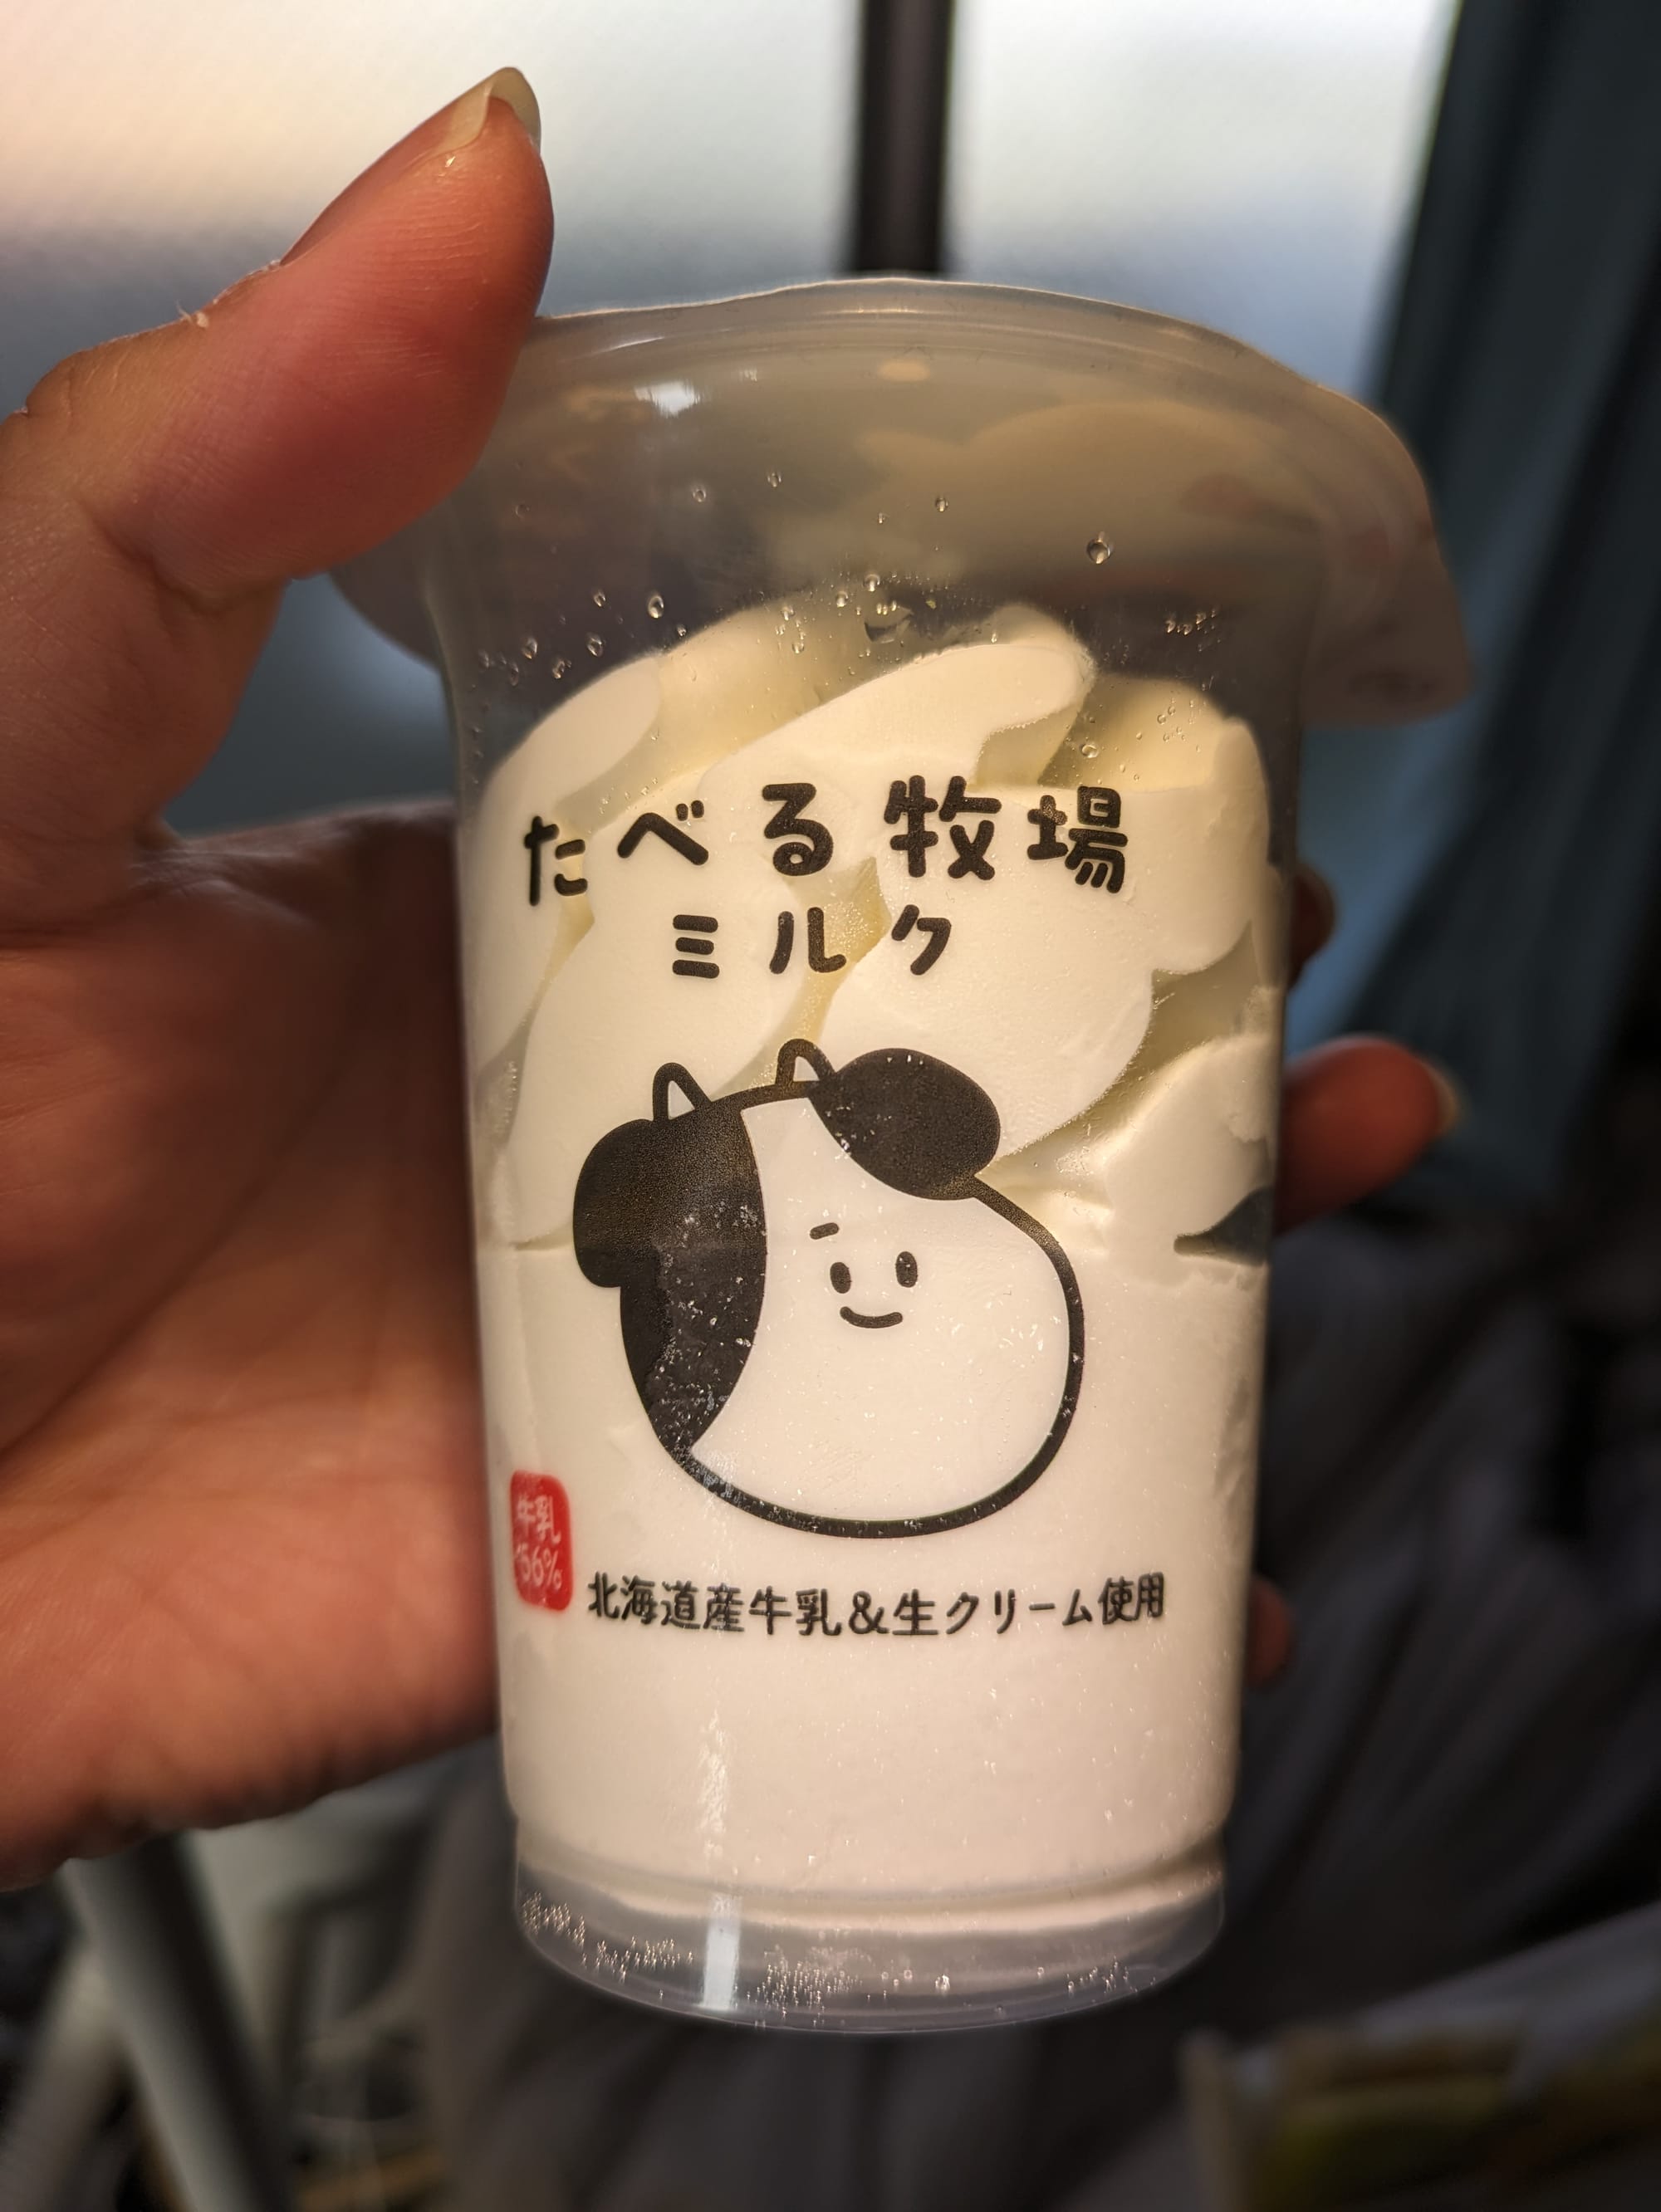 たべる牧場
ミルク
牛乳
56%
北海道産牛乳&生クリーム使用